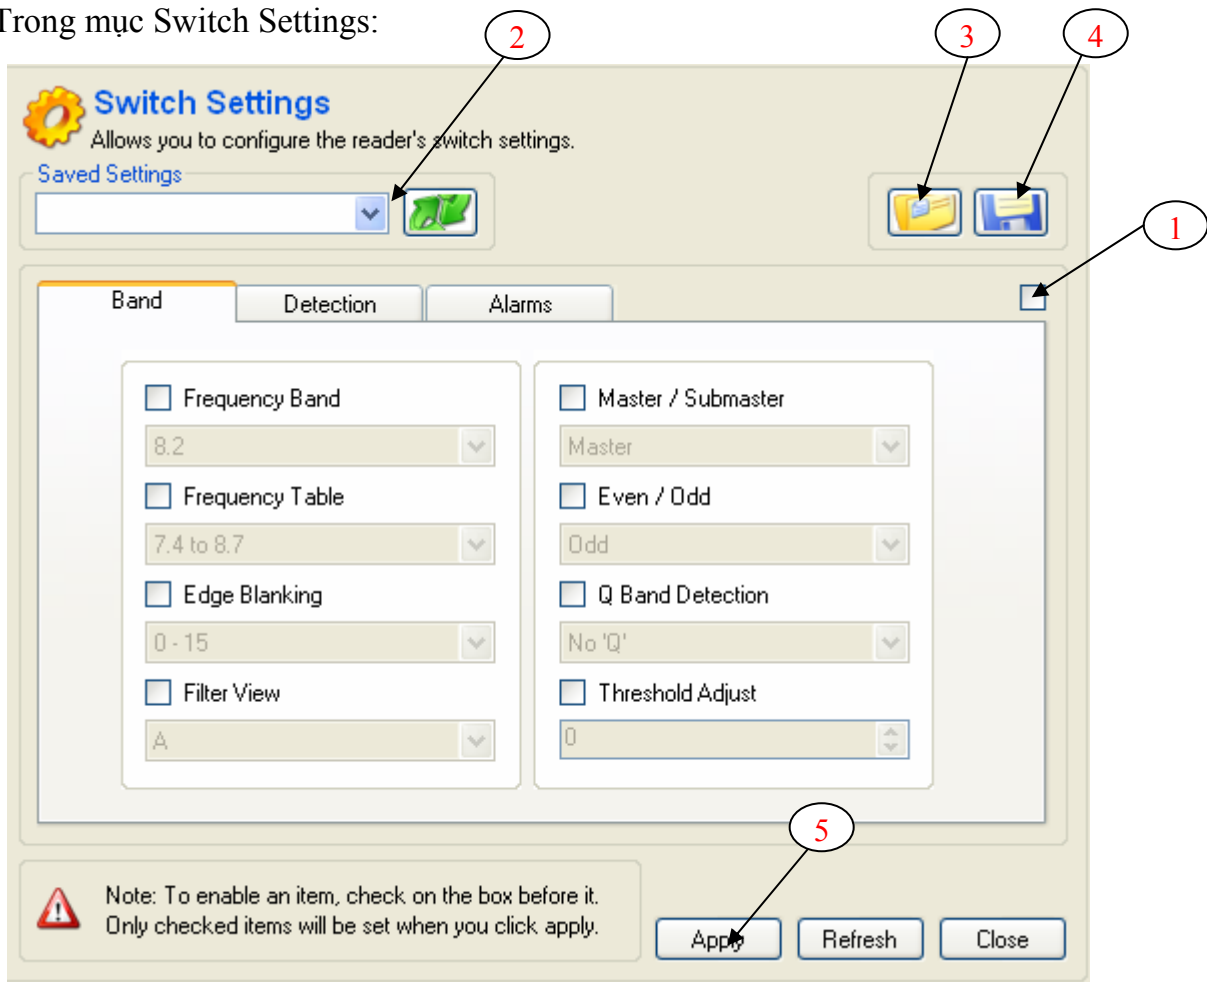 Trong mục Switch Settings:
2
3
4
Switch Settings
Allows you to configure the reader's switch settings.
Saved Settings
1
Band
Detection
Alarms
Frequency Band
Master / Submaster
8.2
Master
Frequency Table
Even / Odd
7.4 to 8.7
Odd
Edge Blanking
Q Band Detection
0 - 15
No 'Q'
Filter View
Threshold Adjust
A
0
5
Note: To enable an item, check on the box before it.
Only checked items will be set when you click apply.
Apply
Refresh
Close